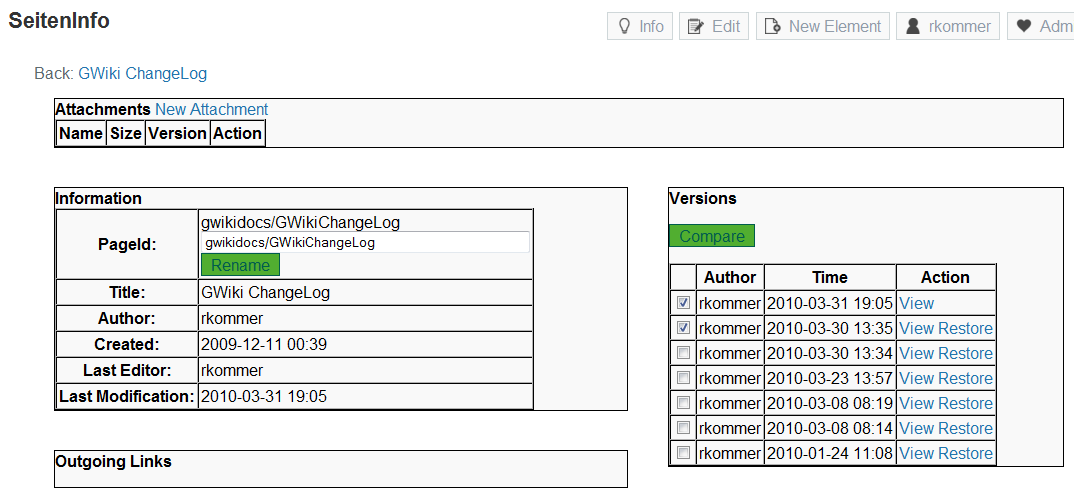 SeitenInfo
Info Edit New Element rkommer Adm
Back: GWiki ChangeLog
Attachments New Attachment
Name Size Version Action
Information
PageId: gwikidocs/GWikiChangeLog
gwikidocs/GWikiChangeLog
Rename
Title: GWiki ChangeLog
Author: rkommer
Created: 2009-12-11 00:39
Last Editor: rkommer
Last Modification: 2010-03-31 19:05
Outgoing Links
Versions
Compare
Author Time Action
rkommer 2010-03-31 19:05 View
rkommer 2010-03-30 13:35 View Restore
rkommer 2010-03-30 13:34 View Restore
rkommer 2010-03-23 13:57 View Restore
rkommer 2010-03-08 08:19 View Restore
rkommer 2010-03-08 08:14 View Restore
rkommer 2010-01-24 11:08 View Restore